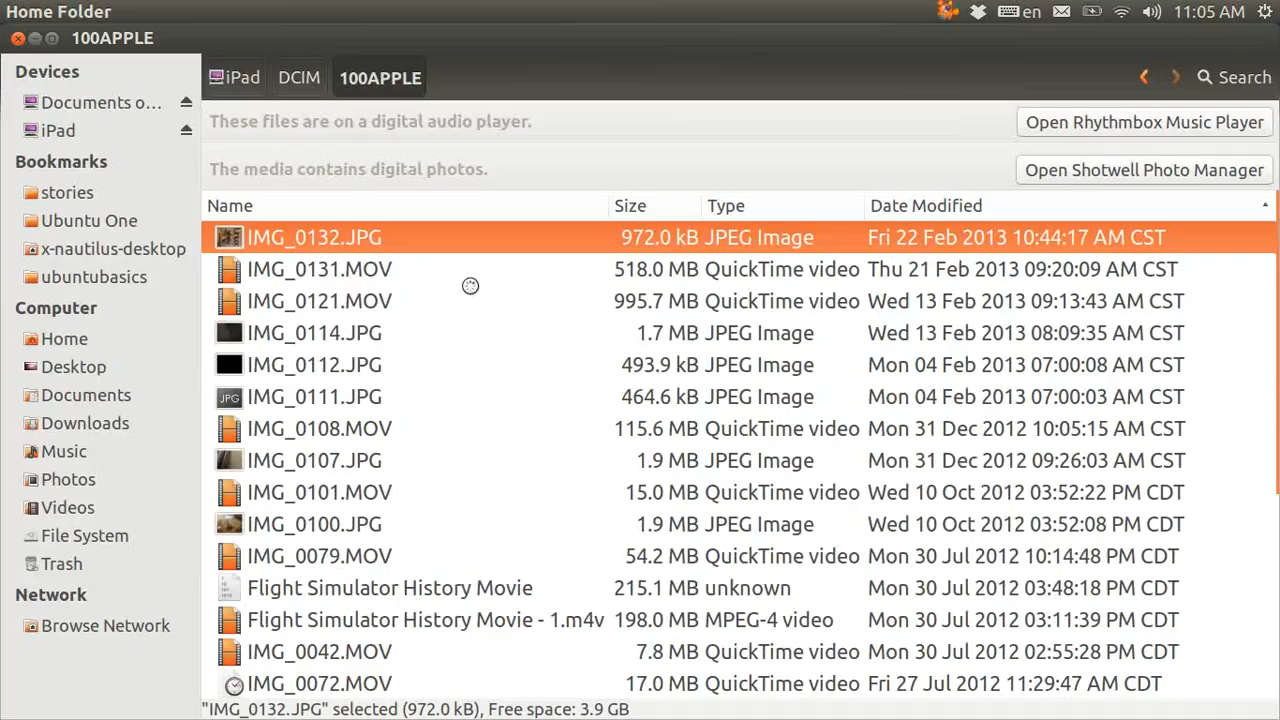 Home Folder en 11:05 AM
100APPLE
Devices
Documents o...
iPad
Bookmarks
stories
Ubuntu One
x-nautilus-desktop
ubuntubasics
Computer
Home
Desktop
Documents
Downloads
Music
Photos
Videos
File System
Trash
Network
Browse Network
iPad DCIM 100APPLE Search
These files are on a digital audio player. Open Rhythmbox Music Player
The media contains digital photos. Open Shotwell Photo Manager
Name Size Type Date Modified
IMG_0132.JPG 972.0 kB JPEG Image Fri 22 Feb 2013 10:44:17 AM CST
IMG_0131.MOV 518.0 MB QuickTime video Thu 21 Feb 2013 09:20:09 AM CST
IMG_0121.MOV 995.7 MB QuickTime video Wed 13 Feb 2013 09:13:43 AM CST
IMG_0114.JPG 1.7 MB JPEG Image Wed 13 Feb 2013 08:09:35 AM CST
IMG_0112.JPG 493.9 kB JPEG Image Mon 04 Feb 2013 07:00:08 AM CST
JPG IMG_0111.JPG 464.6 kB JPEG Image Mon 04 Feb 2013 07:00:03 AM CST
IMG_0108.MOV 115.6 MB QuickTime video Mon 31 Dec 2012 10:05:15 AM CST
IMG_0107.JPG 1.9 MB JPEG Image Mon 31 Dec 2012 09:26:03 AM CST
IMG_0101.MOV 15.0 MB QuickTime video Wed 10 Oct 2012 03:52:22 PM CDT
IMG_0100.JPG 1.9 MB JPEG Image Wed 10 Oct 2012 03:52:08 PM CDT
IMG_0079.MOV 54.2 MB QuickTime video Mon 30 Jul 2012 10:14:48 PM CDT
Flight Simulator History Movie 215.1 MB unknown Mon 30 Jul 2012 03:48:18 PM CDT
Flight Simulator History Movie - 1.m4v 198.0 MB MPEG-4 video Mon 30 Jul 2012 03:11:39 PM CDT
IMG_0042.MOV 7.8 MB QuickTime video Mon 30 Jul 2012 02:55:28 PM CDT
IMG_0072.MOV 17.0 MB QuickTime video Fri 27 Jul 2012 11:29:47 AM CDT
"IMG_0132.JPG" selected (972.0 kB), Free space: 3.9 GB